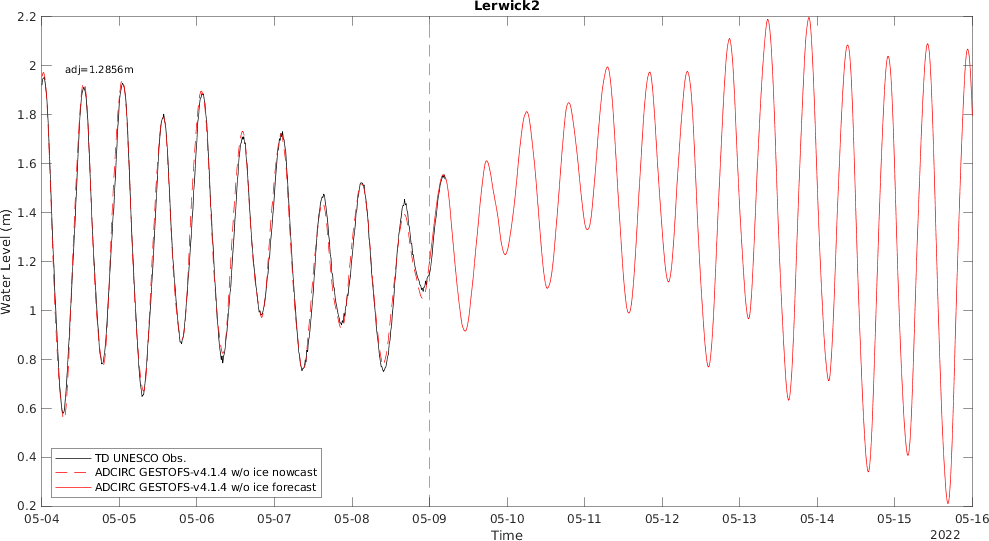 Lerwick2
adj=1.2856m
Water Level (m)
2.2
2
1.8
1.6
1.4
1.2
1
0.8
0.6
0.4
0.2
TD UNESCO Obs.
ADCIRC GESTOFS-v4.1.4 w/o ice nowcast
ADCIRC GESTOFS-v4.1.4 w/o ice forecast
05-04 05-05 05-06 05-07 05-08 05-09 05-10 05-11 05-12 05-13 05-14 05-15 05-16
Time
2022